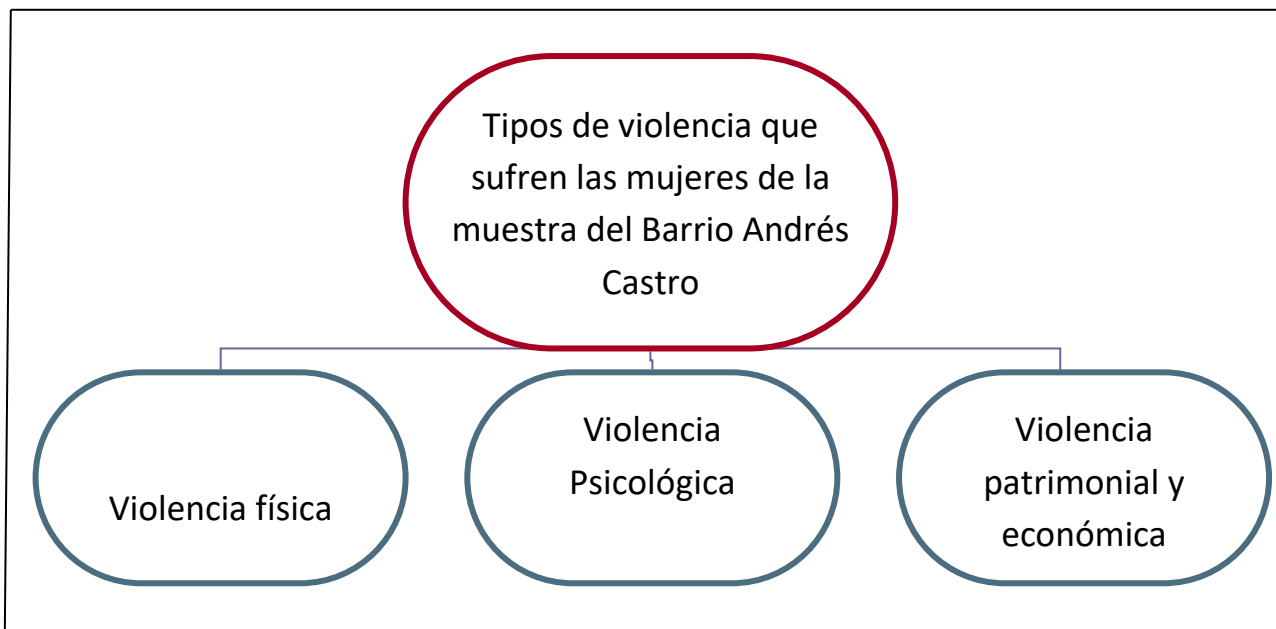 Tipos de violencia que
sufren las mujeres de la
muestra del Barrio Andrés
Castro
Violencia física
Violencia
Psicológica
Violencia
patrimonial y
económica